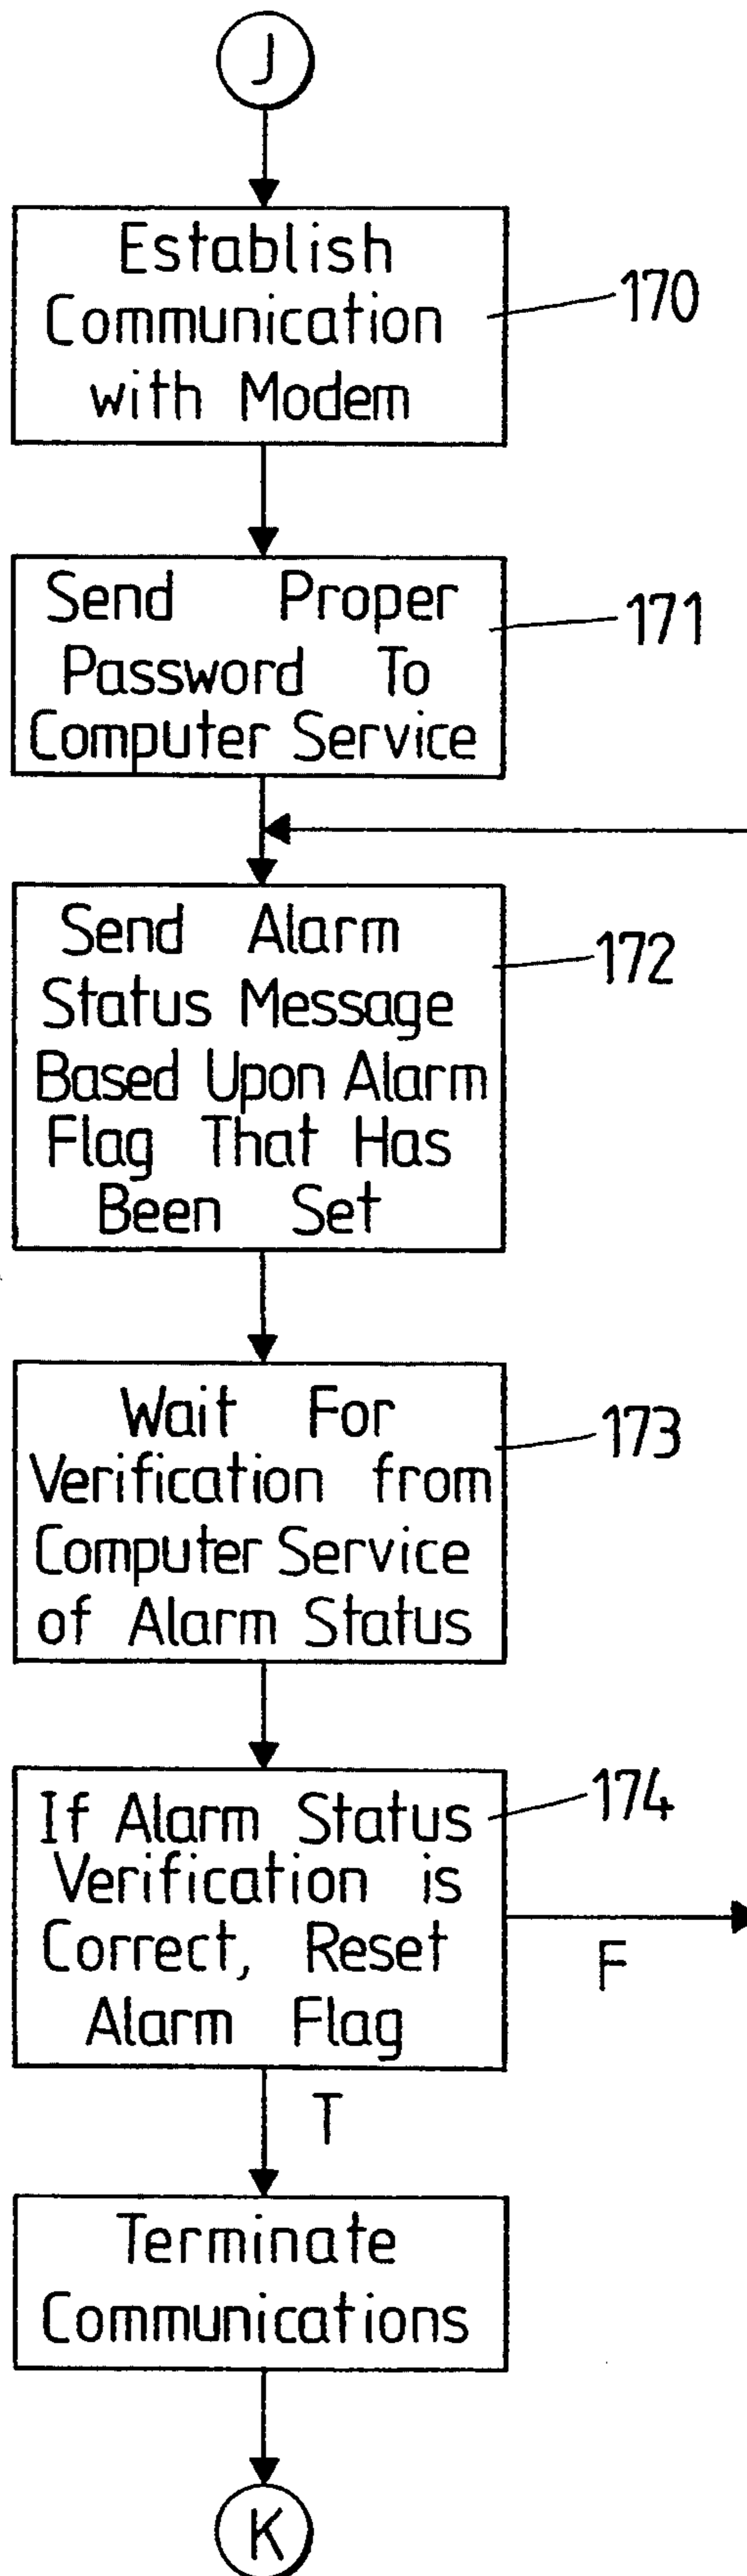 J
Establish
Communication
with Modem
170
Send Proper
Password To
Computer Service
171
Send Alarm
Status Message
Based Upon Alarm
Flag That Has
Been Set
172
Wait For
Verification from
Computer Service
of Alarm Status
173
If Alarm Status
Verification is
Correct, Reset
Alarm Flag
174
F
T
Terminate
Communications
K